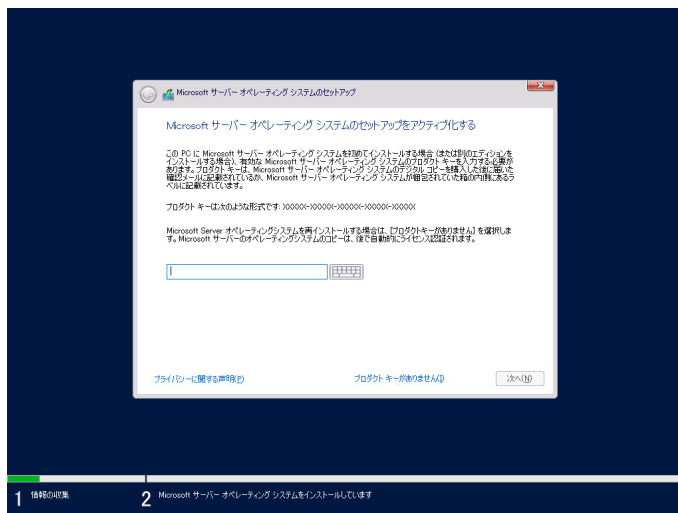 Microsoft サーバー オペレーティング システムのセットアップ
Microsoft サーバー オペレーティング システムのセットアップをアクティブ化する
この PC に Microsoft サーバー オペレーティング システムを初めてインストールする場合 (または別のエディションを
インストールする場合)、有効な Microsoft サーバー オペレーティング システムのプロダクト キーを入力する必要が
あります。プロダクト キーは、Microsoft サーバー オペレーティング システムのデジタル コピーを購入した後に届いた
確認メールに記載されているか、Microsoft サーバー オペレーティング システムが梱包されていた箱の内側にあるラ
ベルに記載されています。
プロダクト キーは次のような形式です: XXXXX-XXXXX-XXXXX-XXXXX-XXXXX
Microsoft Server オペレーティングシステムを再インストールする場合は、[プロダクトキーがありません] を選択しま
す。Microsoft サーバーのオペレーティングシステムのコピーは、後で自動的にライセンス認証されます。
プライバシーに関する声明(P)
プロダクト キーがありません(I)
次へ(N)
1 情報の収集
2 Microsoft サーバー オペレーティング システムをインストールしています